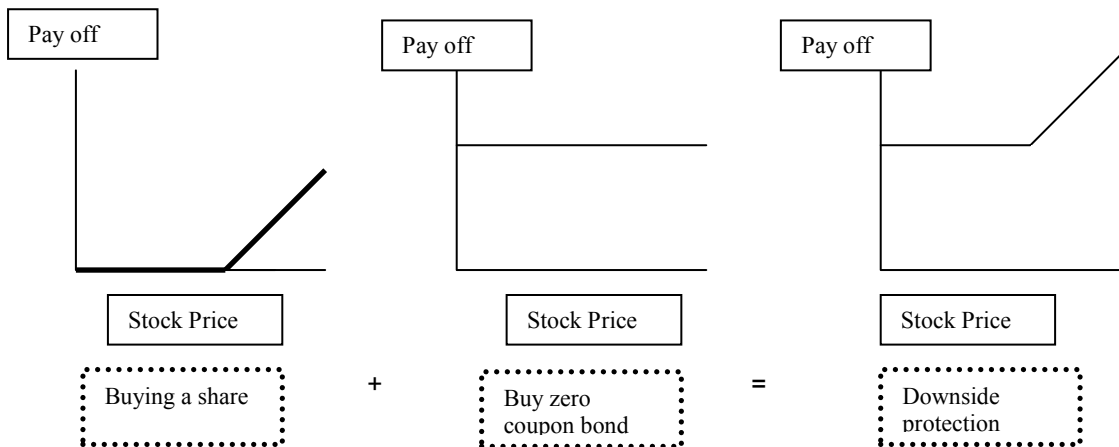 Pay off
Pay off
Pay off
Stock Price
Stock Price
Stock Price
Buying a share
+
Buy zero
coupon bond
=
Downside
protection